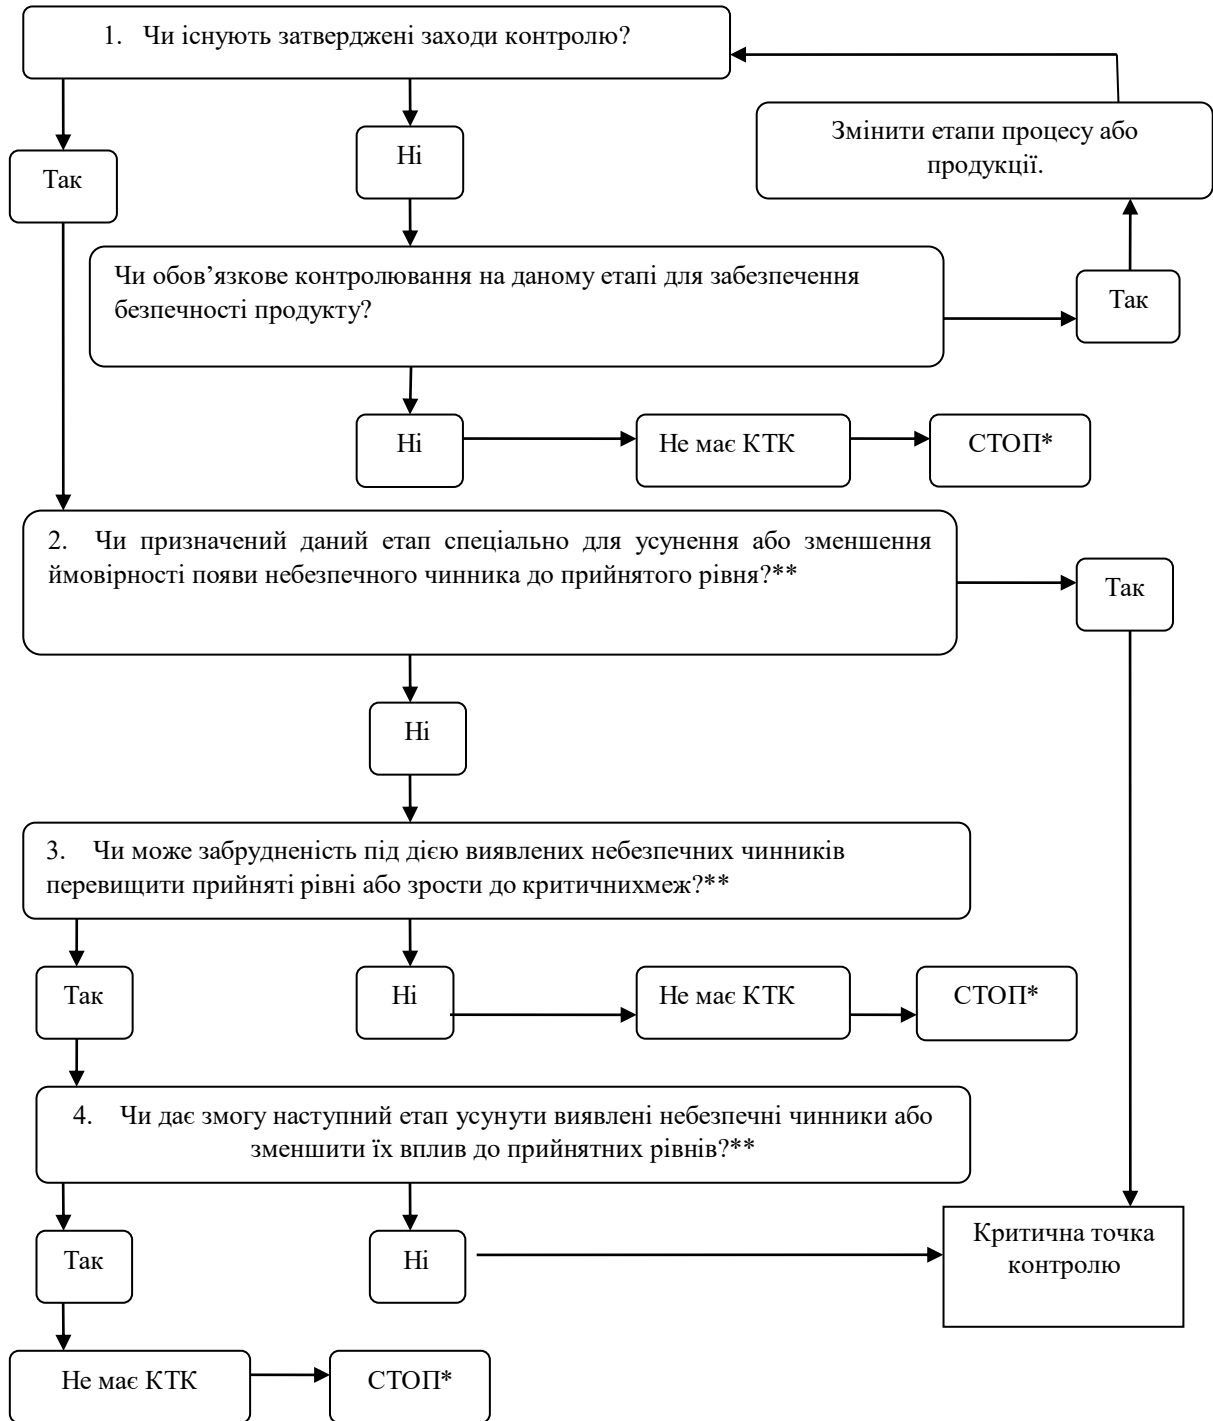 1. Чи існують затверджені заходи контролю?
Змінити етапи процесу або
продукції.
Ні
Так
Чи обов’язкове контролювання на даному етапі для забезпечення
безпечності продукту?
Так
Ні
Не має КТК
СТОП*
2. Чи призначений даний етап спеціально для усунення або зменшення
ймовірності появи небезпечного чинника до прийнятого рівня?**
Так
Ні
3. Чи може забрудненість під дією виявлених небезпечних чинників
перевищити прийняті рівні або зрости до критичнихмеж?**
Так
Ні
Не має КТК
СТОП*
4. Чи дає змогу наступний етап усунути виявлені небезпечні чинники або
зменшити їх вплив до прийнятних рівнів?**
Так
Ні
Критична точка
контролю
Не має КТК
СТОП*